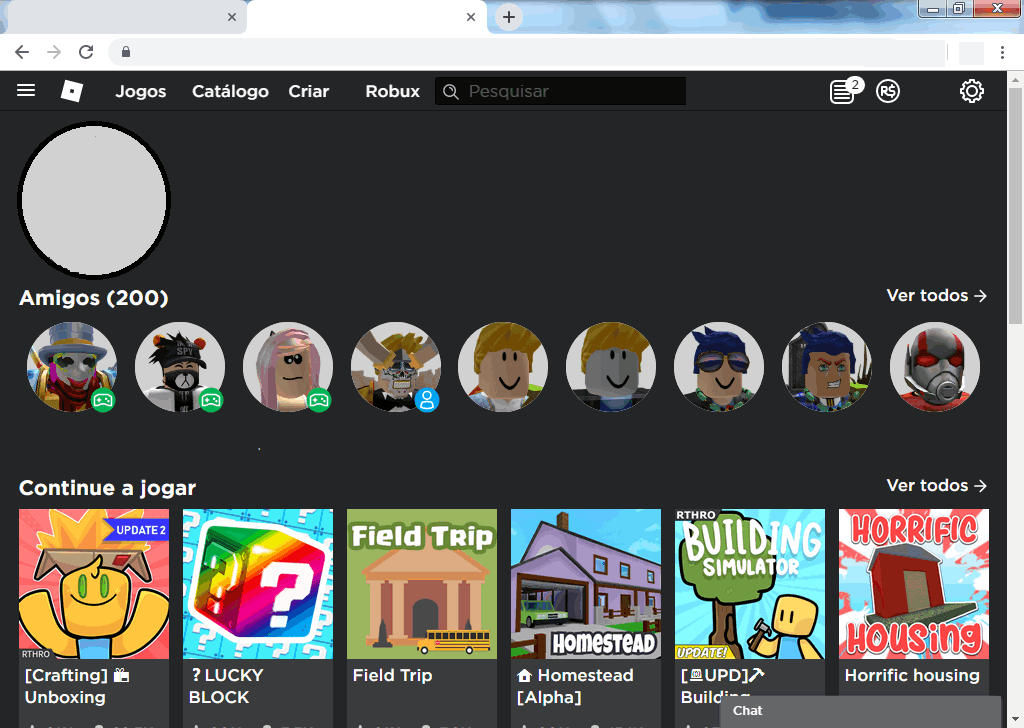 Jogos Catálogo Criar Robux Pesquisar 2 R$
Amigos (200) Ver todos
SPY
Continue a jogar Ver todos
UPDATE 2
RTHRO
Field Trip
HOMESTEAD
RTHRO
BUILDING
SIMULATOR
UPDATE!
HORRIFIC
HOUSING
[Crafting]
Unboxing
? LUCKY
BLOCK
Field Trip
Homestead
[Alpha]
[UPD]
Building
Horrific housing
Chat